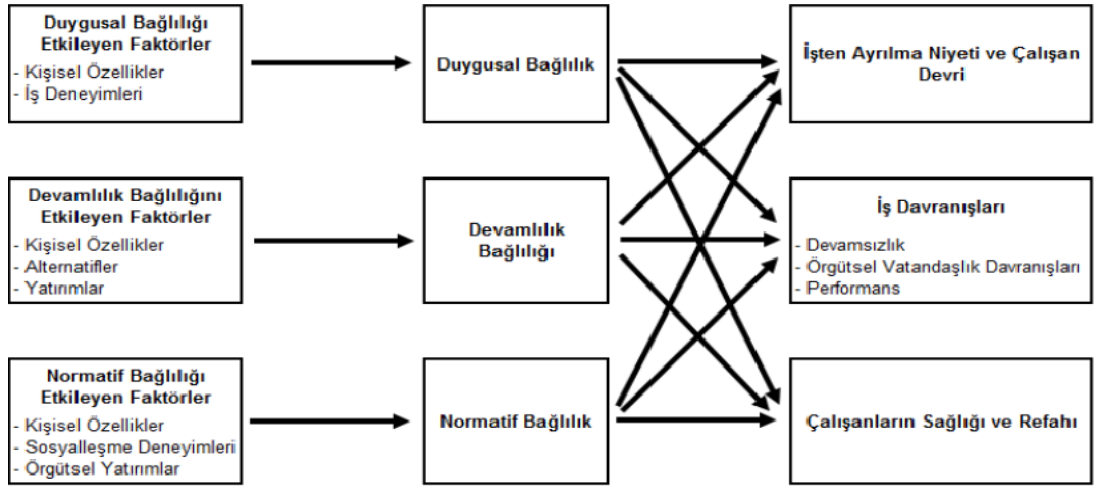 Duygusal Bağlılığı
Etkileyen Faktörler
- Kişisel Özellikler
- İş Deneyimleri
Duygusal Bağlılık
İşten Ayrılma Niyeti ve Çalışan
Devri
Devamlılık Bağlılığını
Etkileyen Faktörler
- Kişisel Özellikler
- Alternatifler
- Yatırımlar
Devamlılık
Bağlılığı
İş Davranışları
- Devamsızlık
- Örgütsel Vatandaşlık Davranışları
- Performans
Normatif Bağlılığı
Etkileyen Faktörler
- Kişisel Özellikler
- Sosyalleşme Deneyimleri
- Örgütsel Yatırımlar
Normatif Bağlılık
Çalışanların Sağlığı ve Refahı